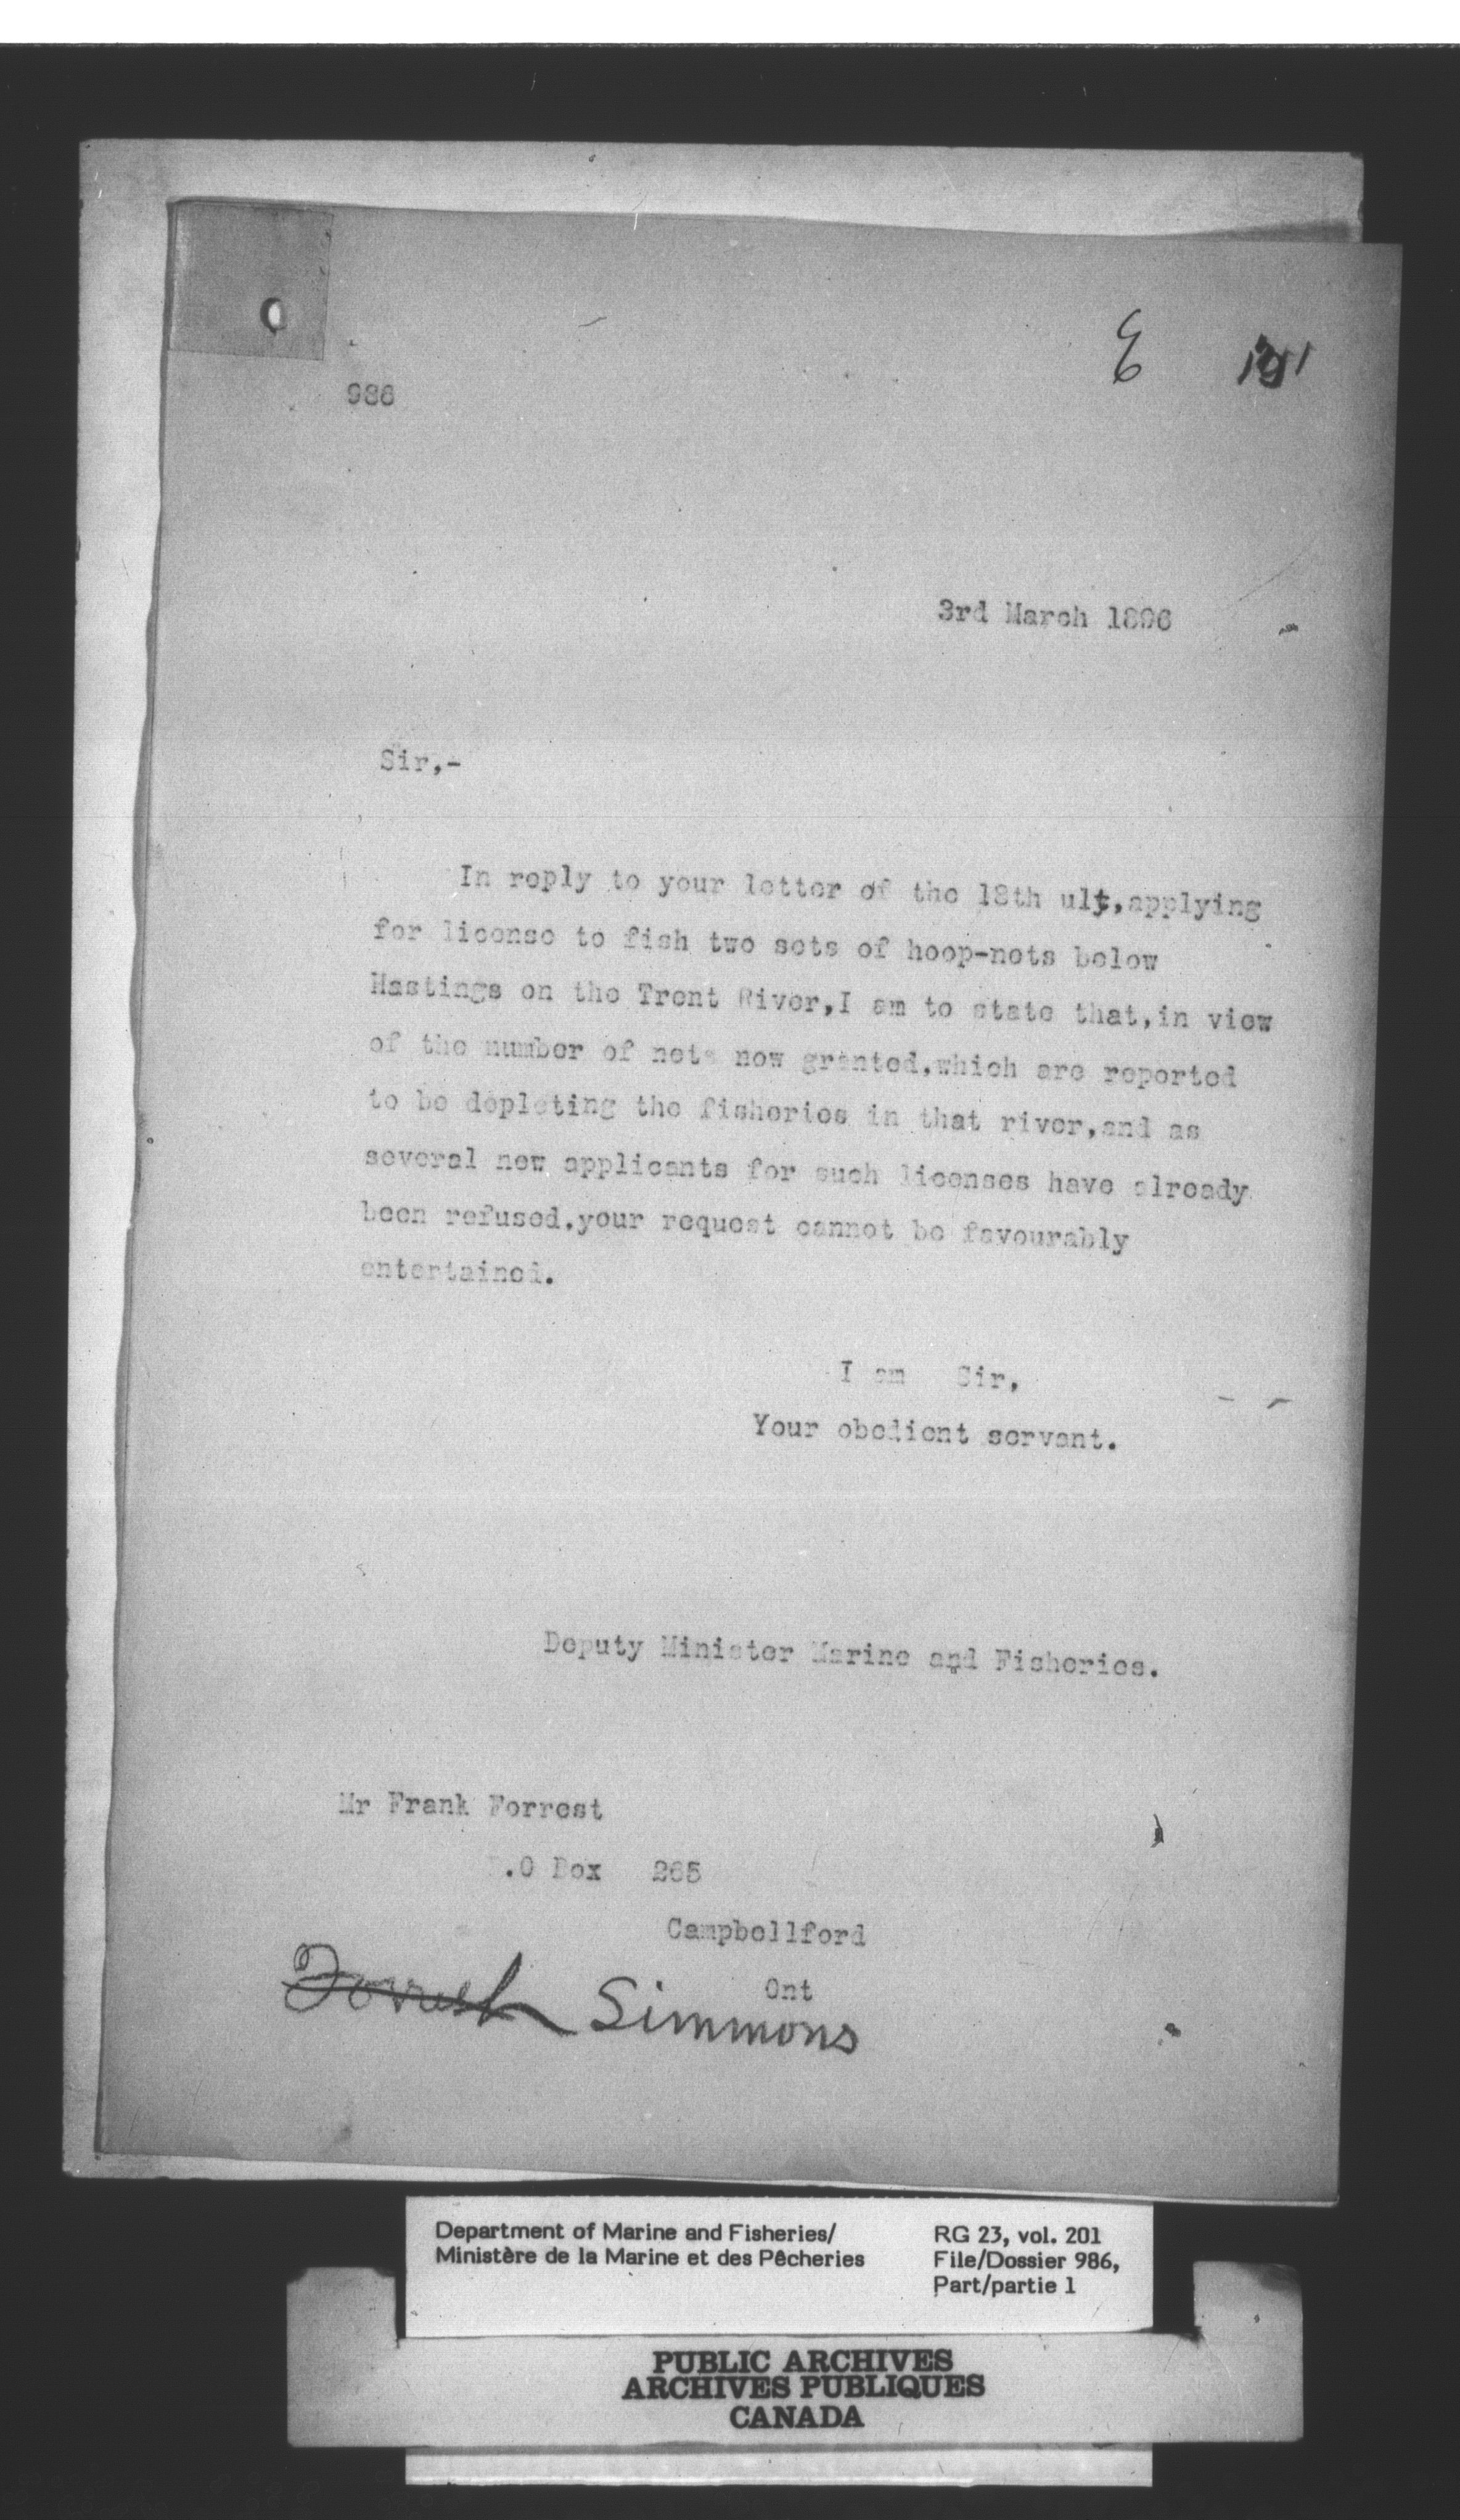 986
3rd March 1896
Sir,-
In reply to your letter of the 18th ult,applying
for license to fish two sets of hoop-nets below
Hastings on the Trent River,I am to state that,in view
of the number of nets now granted,which are reported
to be depleting the fisheries in that river,and as
several new applicants for such licenses have already
been refused,your request cannot be favourably
entertained.
I am Sir,
Your obedient servant.
Deputy Minister Marine and Fisheries.
Mr Frank Forrest
P.O Box 265
Campbellford
Ont
Forrest Simmons
Department of Marine and Fisheries/
Ministère de la Marine et des Pêcheries
RG 23, vol. 201
File/Dossier 986,
Part/partie 1
PUBLIC ARCHIVES
ARCHIVES PUBLIQUES
CANADA